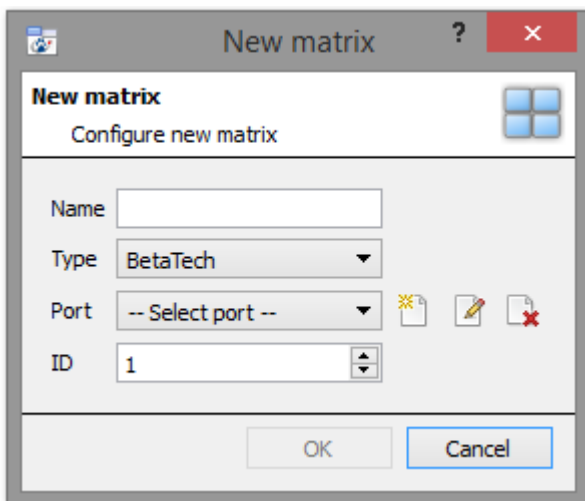 New matrix ?
New matrix
Configure new matrix
Name
Type BetaTech
Port -- Select port --
ID 1
OK Cancel